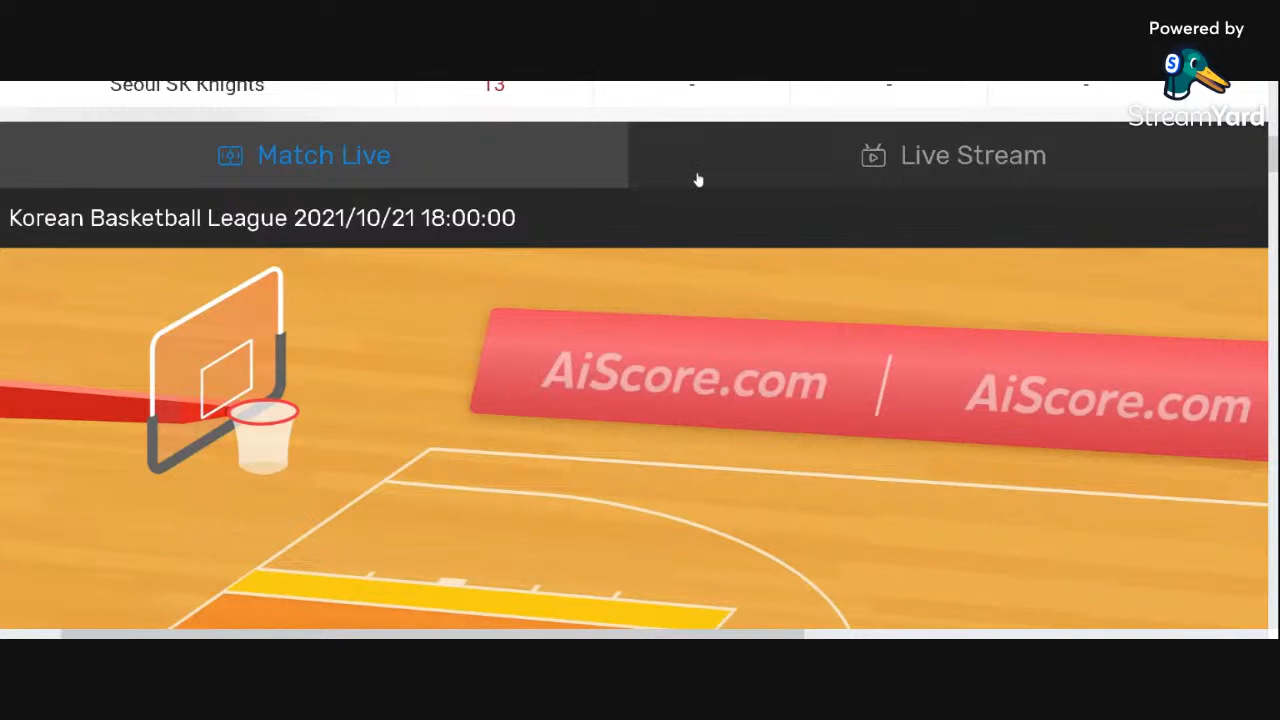 Powered by
StreamYard
Seoul SK Knights 13 - - -
Match Live
Live Stream
Korean Basketball League 2021/10/21 18:00:00
AiScore.com | AiScore.com